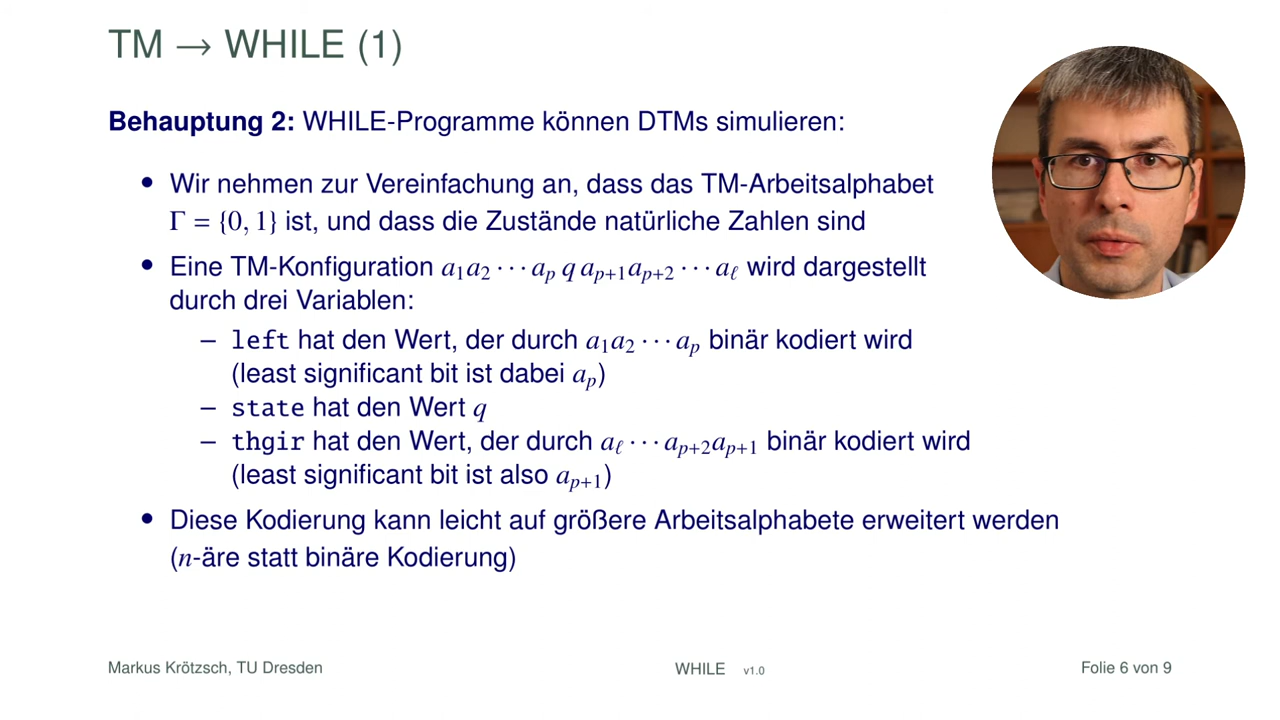 TM → WHILE (1)
Behauptung 2: WHILE-Programme können DTMs simulieren:
• Wir nehmen zur Vereinfachung an, dass das TM-Arbeitsalphabet
Γ = {0, 1} ist, und dass die Zustände natürliche Zahlen sind
• Eine TM-Konfiguration a₁a₂ ⋯ aₚ q aₚ₊₁aₚ₊₂ ⋯ a_ℓ wird dargestellt
durch drei Variablen:
– left hat den Wert, der durch a₁a₂ ⋯ aₚ binär kodiert wird
(least significant bit ist dabei aₚ)
– state hat den Wert q
– thgir hat den Wert, der durch a_ℓ ⋯ aₚ₊₂aₚ₊₁ binär kodiert wird
(least significant bit ist also aₚ₊₁)
• Diese Kodierung kann leicht auf größere Arbeitsalphabete erweitert werden
(n-äre statt binäre Kodierung)
Markus Krötzsch, TU Dresden WHILE v1.0 Folie 6 von 9